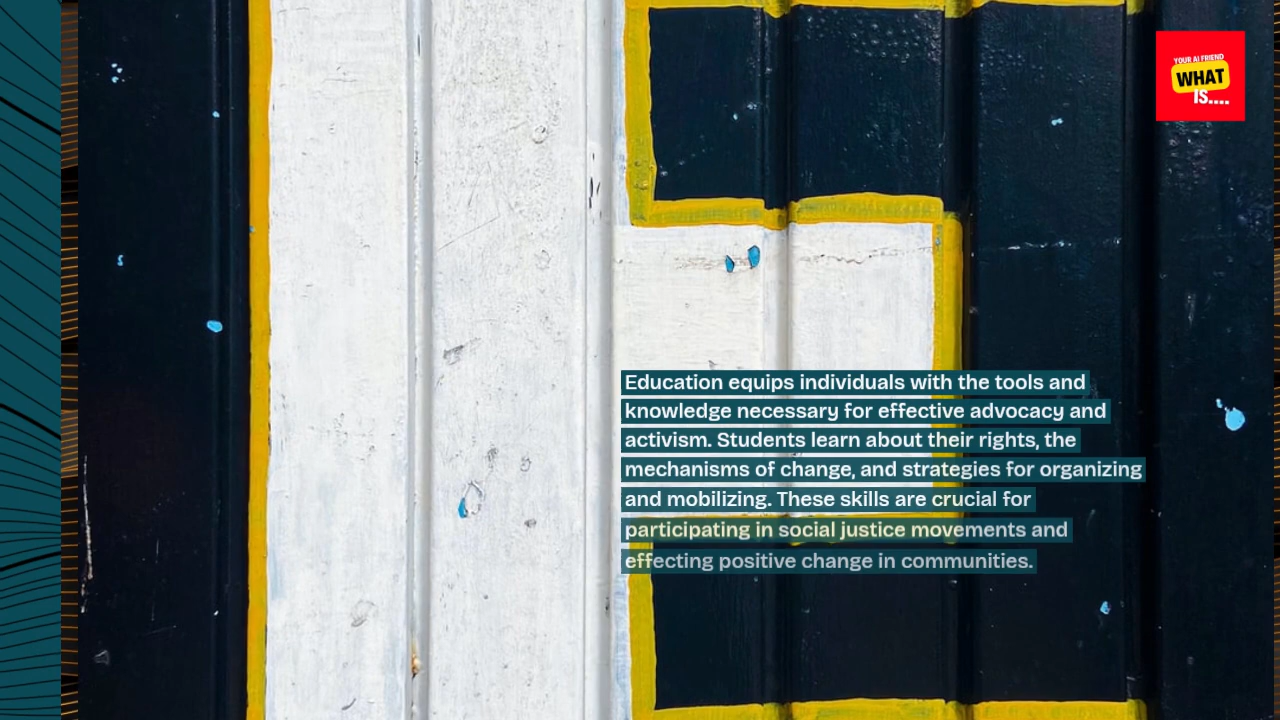 YOUR AI FRIEND
WHAT
IS....
Education equips individuals with the tools and
knowledge necessary for effective advocacy and
activism. Students learn about their rights, the
mechanisms of change, and strategies for organizing
and mobilizing. These skills are crucial for
participating in social justice movements and
effecting positive change in communities.